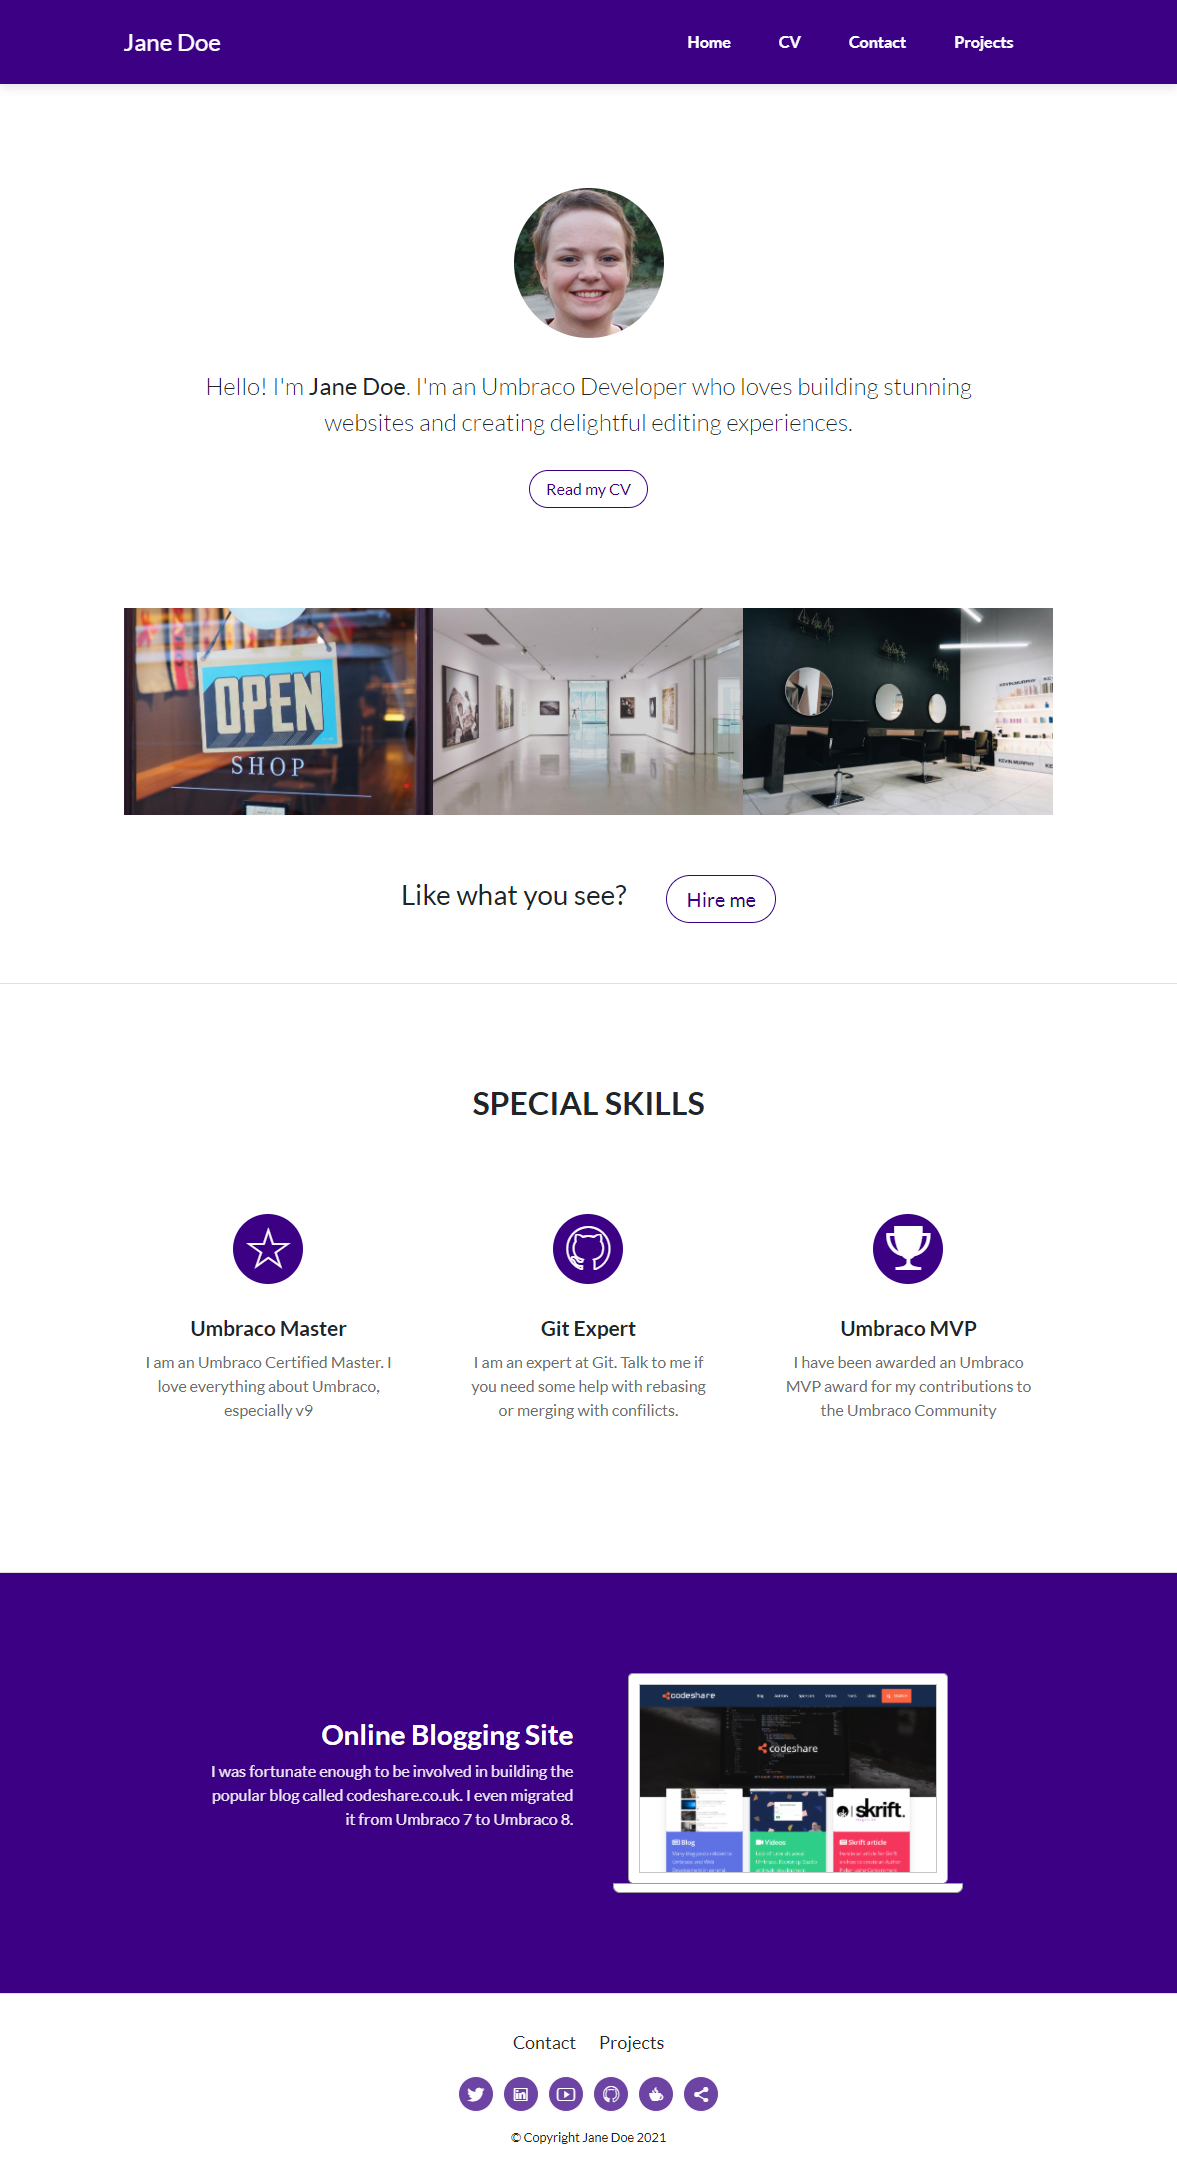 Jane Doe
Home CV Contact Projects
Hello! I'm Jane Doe. I'm an Umbraco Developer who loves building stunning
websites and creating delightful editing experiences.
Read my CV
OPEN
SHOP
KEVIN.MURPHY
KEVIN.MURPHY
Like what you see?
Hire me
SPECIAL SKILLS
Umbraco Master
I am an Umbraco Certified Master. I
love everything about Umbraco,
especially v9
Git Expert
I am an expert at Git. Talk to me if
you need some help with rebasing
or merging with confilicts.
Umbraco MVP
I have been awarded an Umbraco
MVP award for my contributions to
the Umbraco Community
Online Blogging Site
I was fortunate enough to be involved in building the
popular blog called codeshare.co.uk. I even migrated
it from Umbraco 7 to Umbraco 8.
codeshare
codeshare
skrift.
Blog
Videos
Skrift article
Contact Projects
© Copyright Jane Doe 2021